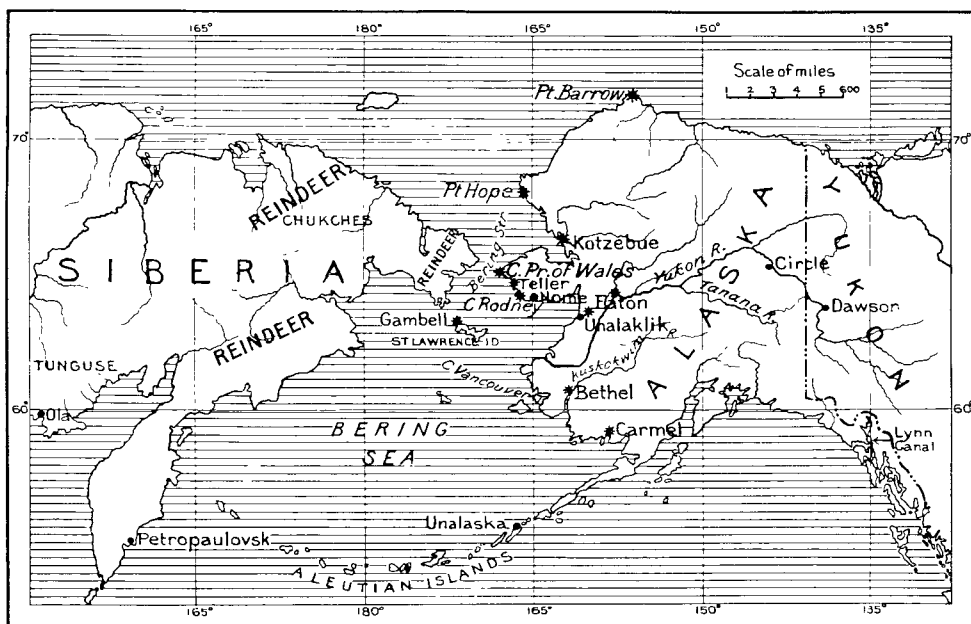 165° 180° 165° 150° 135°
Scale of miles
1 2 3 4 5 600
Pt. Barrow
70° 70°
REINDEER
CHUKCHES
Pt Hope
REINDEER
Bering Str.
Kotzebue
SIBERIA
C. Pr. of Wales
Teller
Nome
C Rodney
Eaton
Unalaklik
Yukon R.
Tanana R.
Circle
Dawson
ALASKA
YUKON
Gambell
ST LAWRENCE ID
REINDEER
TUNGUSE
C Vancouver
Kuskokwim R
Bethel
Ola
60° 60°
Carmel
BERING
SEA
Lynn
Canal
Unalaska
Petropaulovsk
ALEUTIAN ISLANDS
165° 180° 165° 150° 135°